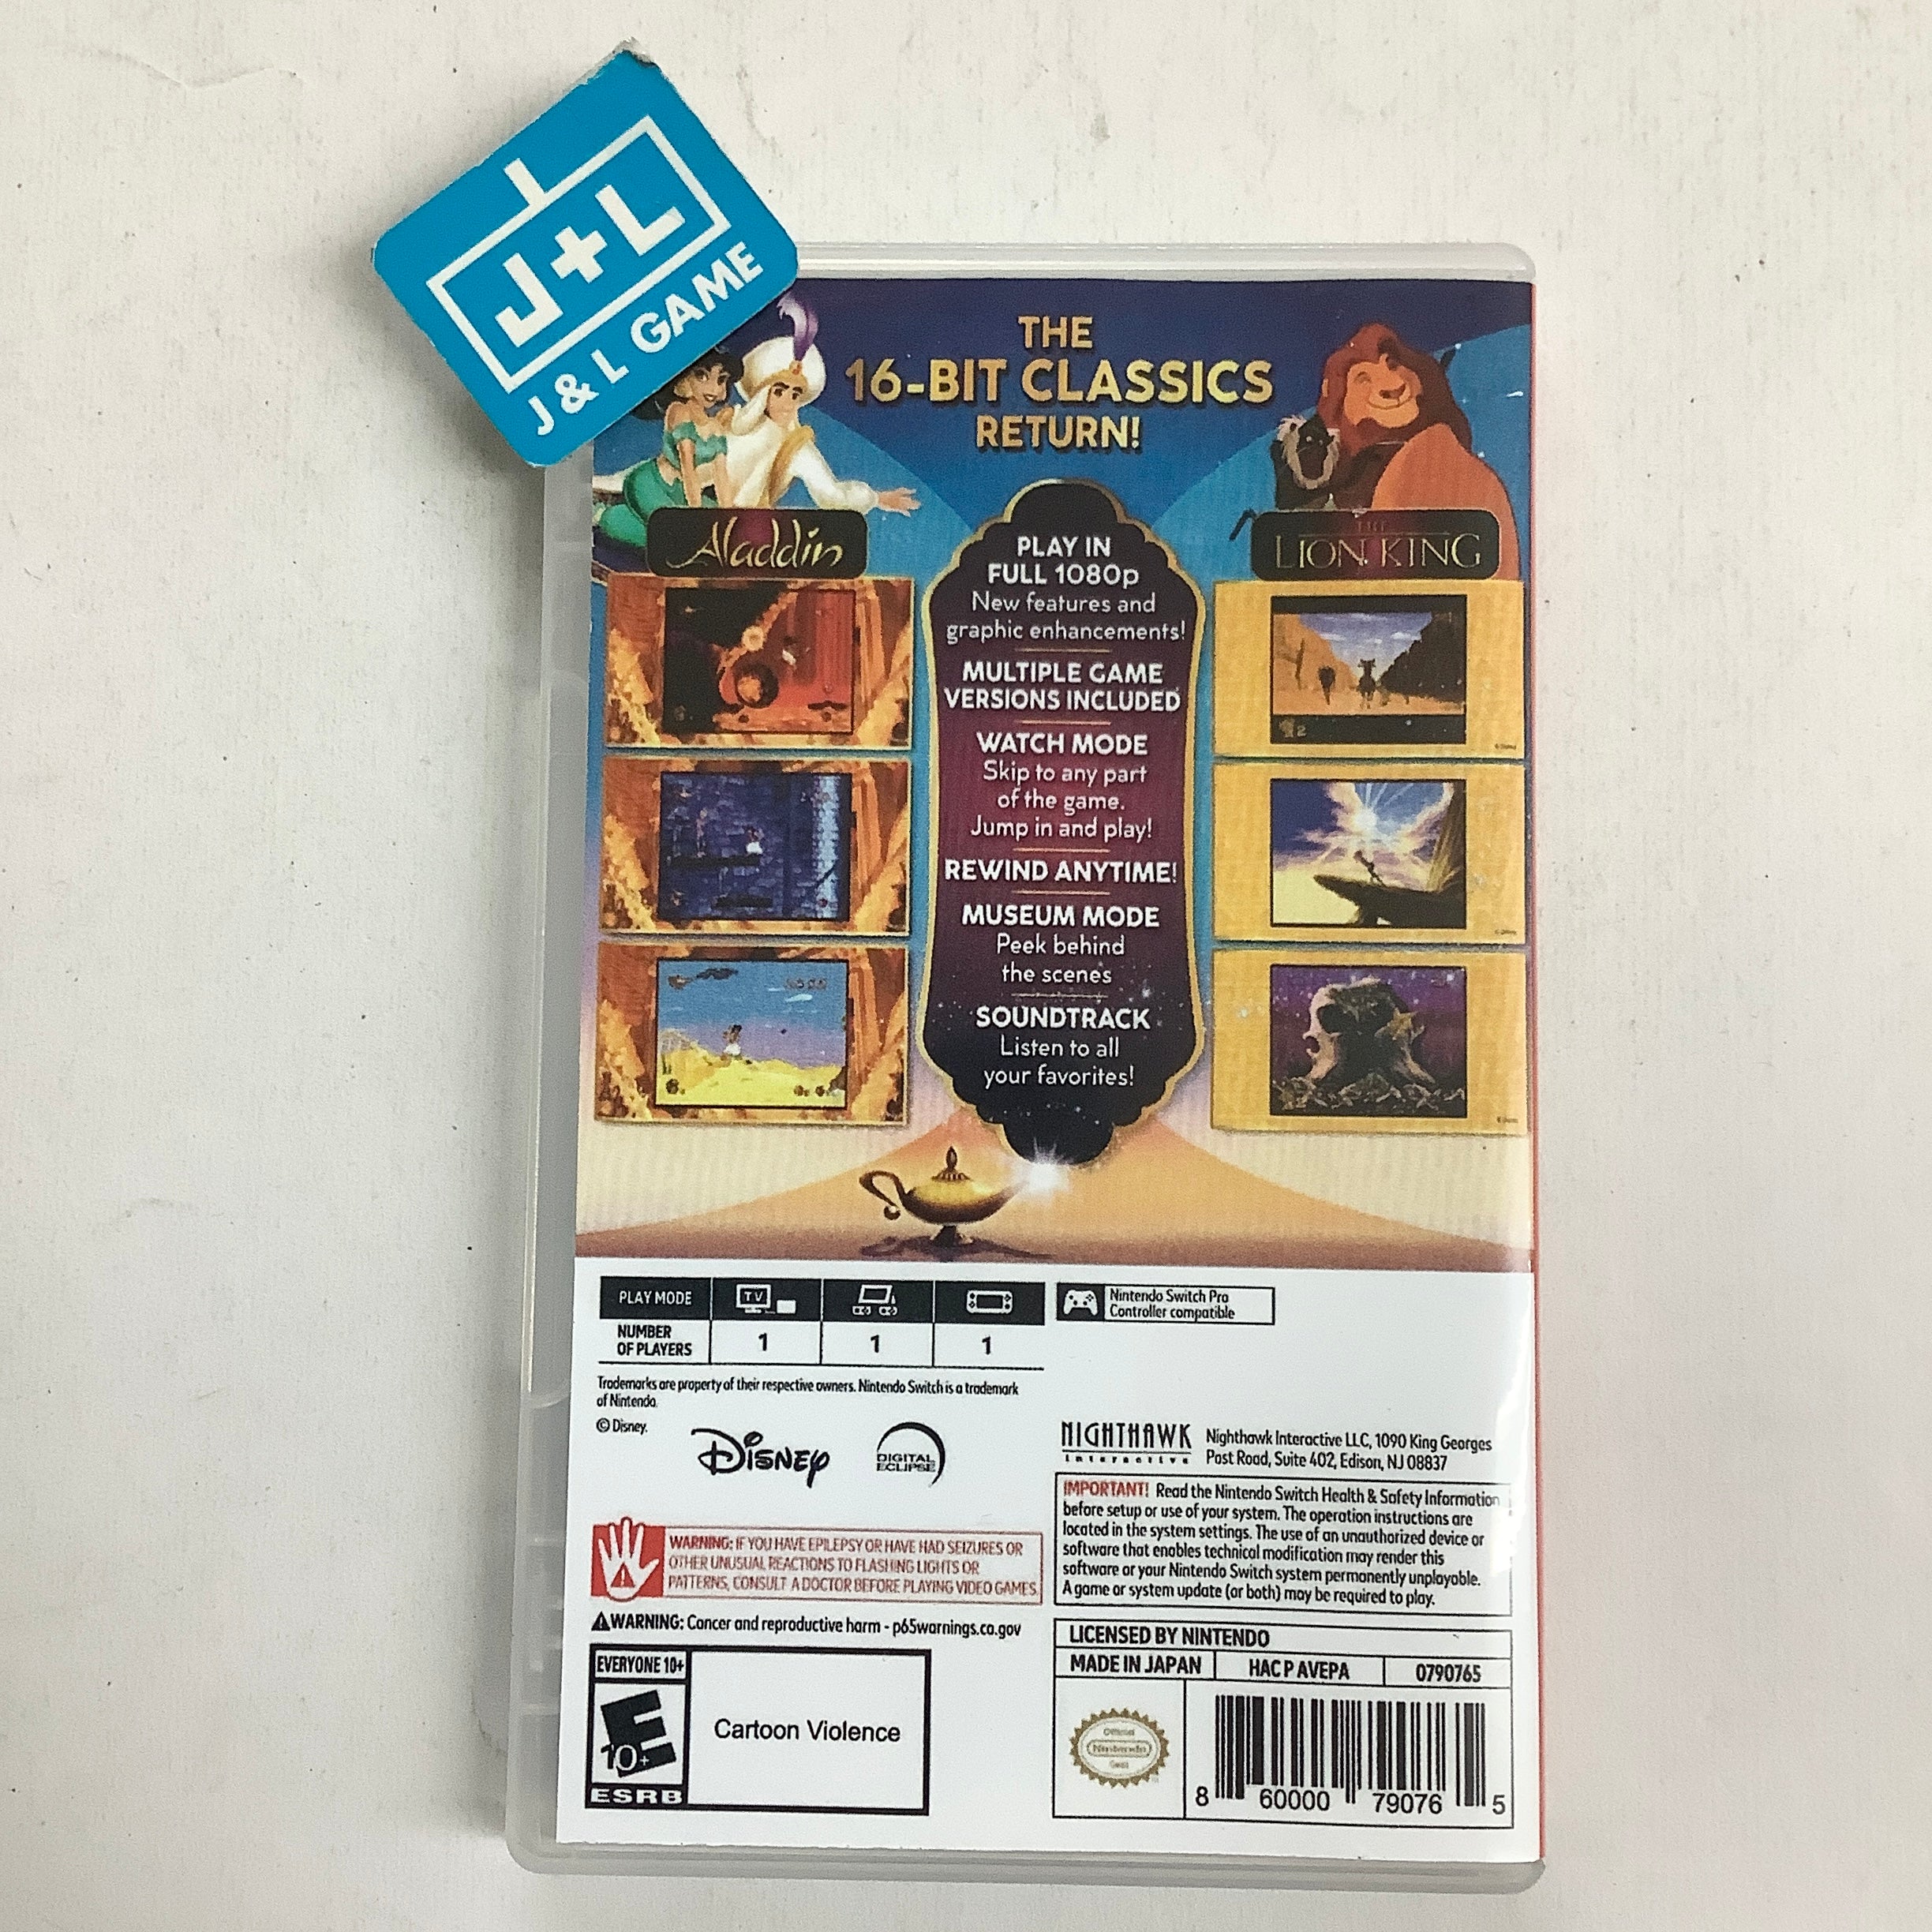 J+L
J & L GAME
THE
16-BIT CLASSICS
RETURN!
Aladdin
THE
LION KING
PLAY IN
FULL 1080p
New features and
graphic enhancements!
MULTIPLE GAME
VERSIONS INCLUDED
WATCH MODE
Skip to any part
of the game.
Jump in and play!
REWIND ANYTIME!
MUSEUM MODE
Peek behind
the scenes
SOUNDTRACK
Listen to all
your favorites!
PLAY MODE
TV
NUMBER
OF PLAYERS
1
1
1
Nintendo Switch Pro
Controller compatible
Trademarks are property of their respective owners. Nintendo Switch is a trademark
of Nintendo.
© Disney.
Disney
DIGITAL
ECLIPSE
NIGHTHAWK
Interactive
Nighthawk Interactive LLC, 1090 King Georges
Post Road, Suite 402, Edison, NJ 08837
WARNING: IF YOU HAVE EPILEPSY OR HAVE HAD SEIZURES OR
OTHER UNUSUAL REACTIONS TO FLASHING LIGHTS OR
PATTERNS, CONSULT A DOCTOR BEFORE PLAYING VIDEO GAMES.
IMPORTANT! Read the Nintendo Switch Health & Safety Information
before setup or use of your system. The operation instructions are
located in the system settings. The use of an unauthorized device or
software that enables technical modification may render this
software or your Nintendo Switch system permanently unplayable.
A game or system update (or both) may be required to play.
WARNING: Cancer and reproductive harm - p65warnings.ca.gov
EVERYONE 10+
E
10+
ESRB
Cartoon Violence
LICENSED BY NINTENDO
MADE IN JAPAN
HAC P AVEPA
0790765
Official
Nintendo
Seal
8 60000 79076 5